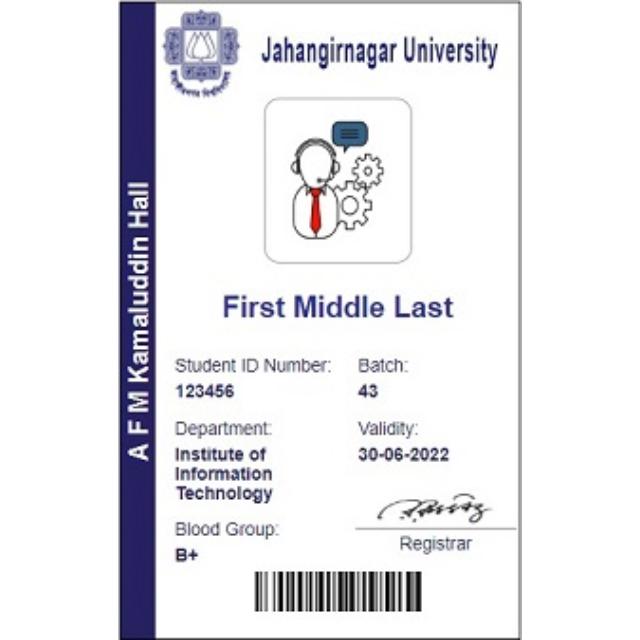 Jahangirnagar University
A F M Kamaluddin Hall
First Middle Last
Student ID Number:
123456
Batch:
43
Department:
Institute of
Information
Technology
Validity:
30-06-2022
Blood Group:
B+
Registrar